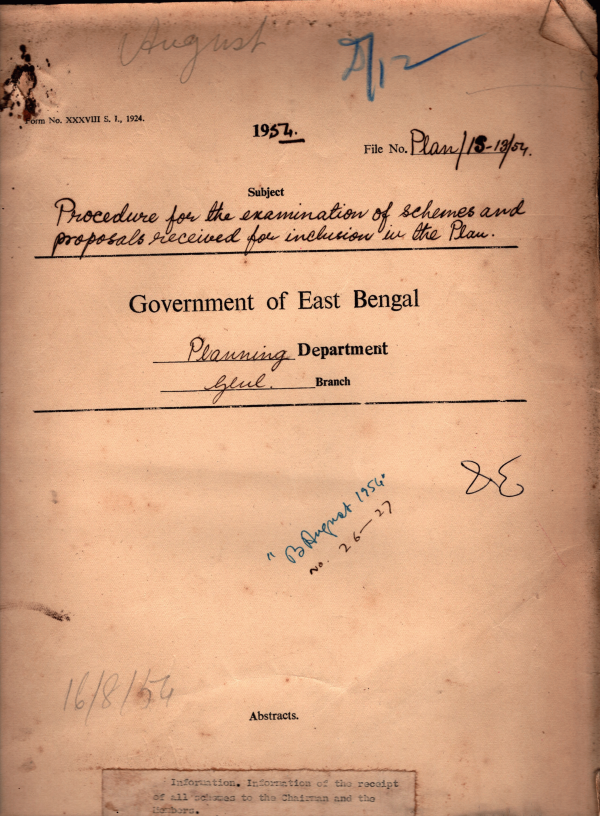 August
D/12
Form No. XXXVIII S. I., 1924.
1954.
File No. Plan/1S-13/54.
Subject
Procedure for the examination of schemes and
proposals received for inclusion in the Plan.
Government of East Bengal
Planning Department
Genl. Branch
"B August 1954"
No. 26-27
16/8/54
Abstracts.
Information. Information of the receipt
of all schemes to the Chairman and the
Members.